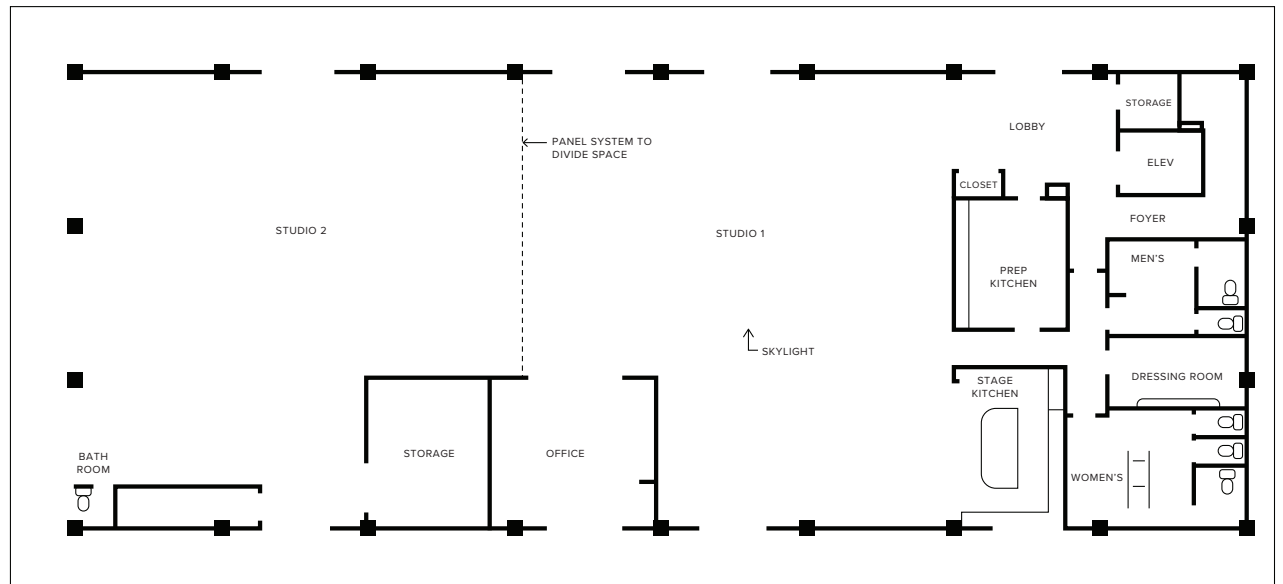 STORAGE
LOBBY
PANEL SYSTEM TO
DIVIDE SPACE
ELEV
CLOSET
FOYER
STUDIO 2
STUDIO 1
MEN'S
PREP
KITCHEN
SKYLIGHT
STAGE
KITCHEN
DRESSING ROOM
STORAGE
OFFICE
BATH
ROOM
WOMEN'S